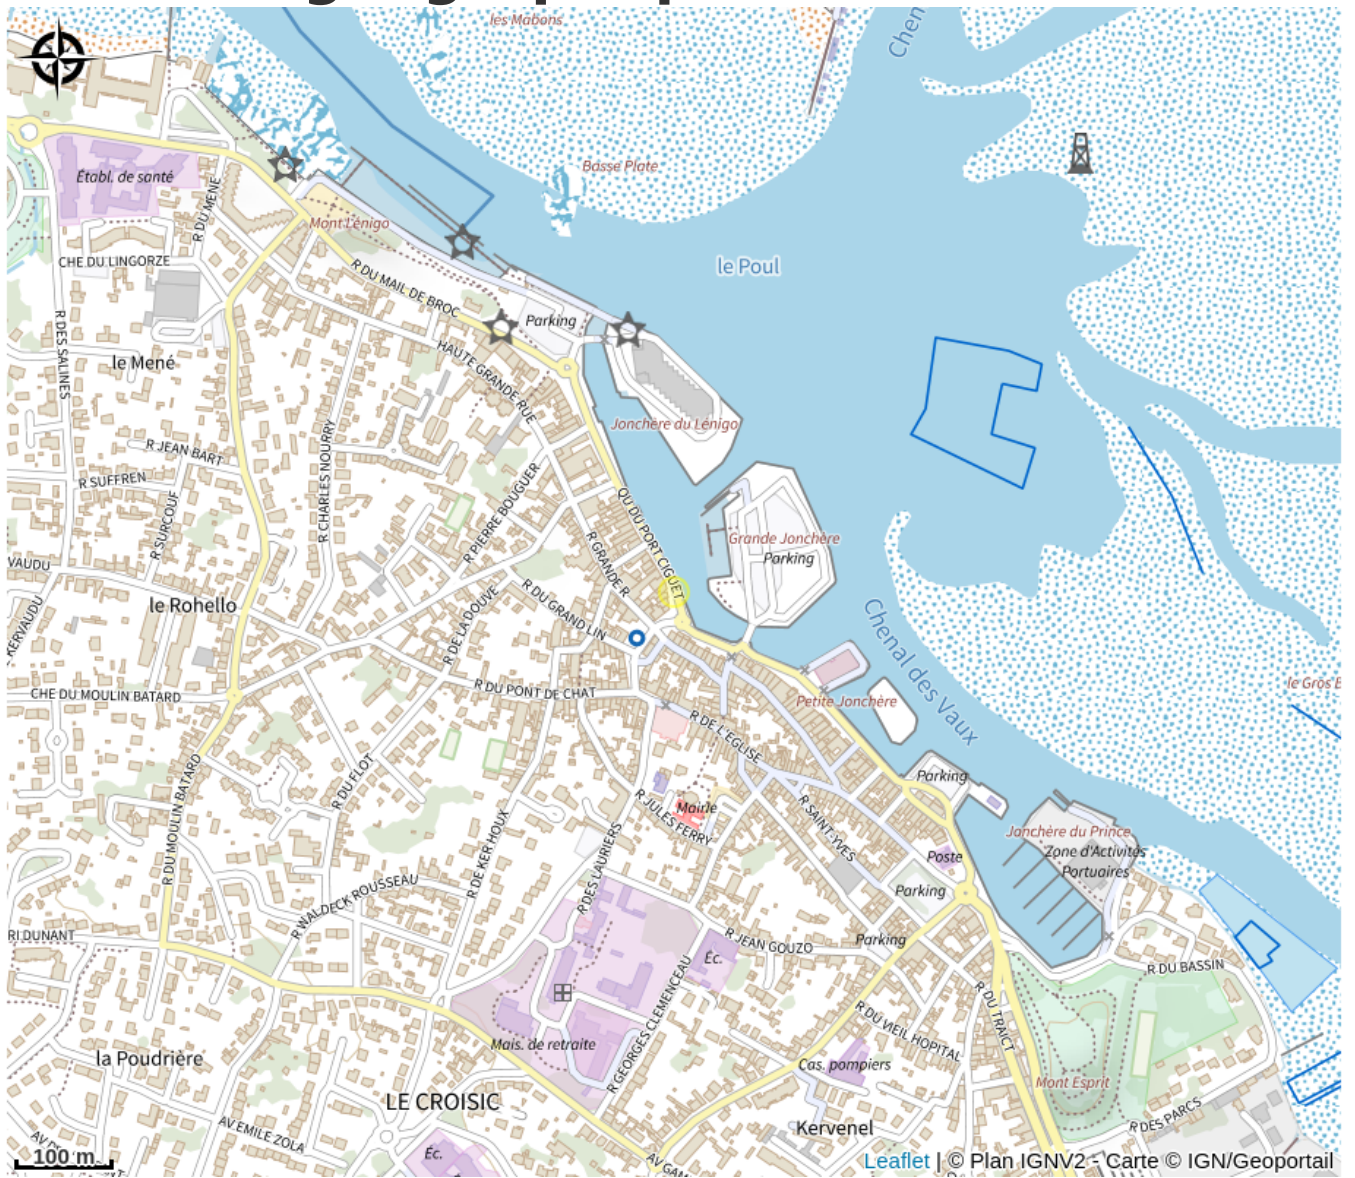 les Mabons
Chen
Basse Plate
Établ. de santé
R DU MENE
Mont Lénigo
CHE DU LINGORZE
le Poul
R DU MAIL DE BROC
Parking
R DES SALINES
le Mené
HAUTE GRANDE RUE
Jonchère du Lénigo
R JEAN BART
R CHARLES NOURRY
R SUFFREN
R PIERRE BOUGUER
QU DU PORT CIGUET
R SURCOUF
R GRANDE R
Grande Jonchère
Parking
VAUDU
KERVAUDU
le Rohello
R DU GRAND LIN
R DE LA DOUVE
Chenal des Vaux
le Gros B
CHE DU MOULIN BATARD
R DU PONT DE CHAT
Petite Jonchère
R DE L'EGLISE
R DU FLOT
Parking
R DU MOULIN BATARD
R JULES FERRY
Mairie
R SAINT-YVES
Jonchère du Prince
Zone d'Activités
Portuaires
R DE KER HOUX
R DES LAURIERS
Poste
R WALDECK ROUSSEAU
Parking
RI DUNANT
R JEAN GOUZO
Parking
Éc.
R DU BASSIN
R GEORGES CLEMENCEAU
R DU TRAICT
R DU VIEIL HOPITAL
Mais. de retraite
la Poudrière
Cas. pompiers
Mont Esprit
LE CROISIC
Kervenel
R DES PARCS
AV EMILE ZOLA
Éc.
AV GAM
100 m
Leaflet | © Plan IGNV2 - Carte © IGN/Geoportail